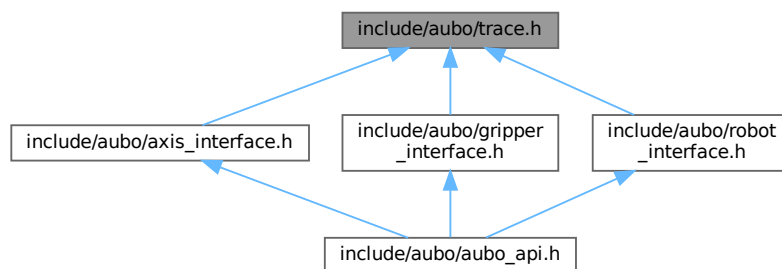 include/aubo/trace.h
include/aubo/axis_interface.h
include/aubo/gripper
_interface.h
include/aubo/robot
_interface.h
include/aubo/aubo_api.h